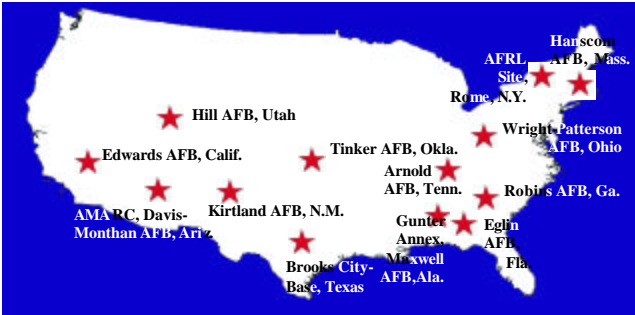 Hanscom
AFB, Mass.
AFRL
Site,
Rome, N.Y.
Hill AFB, Utah
Wright-Patterson
AFB, Ohio
Edwards AFB, Calif.
Tinker AFB, Okla.
Arnold
AFB, Tenn.
Robins AFB, Ga.
AMARC, Davis-
Monthan AFB, Ariz.
Kirtland AFB, N.M.
Gunter
Annex.
Maxwell
AFB,Ala.
Eglin
AFB,
Fla.
Brooks City-
Base, Texas